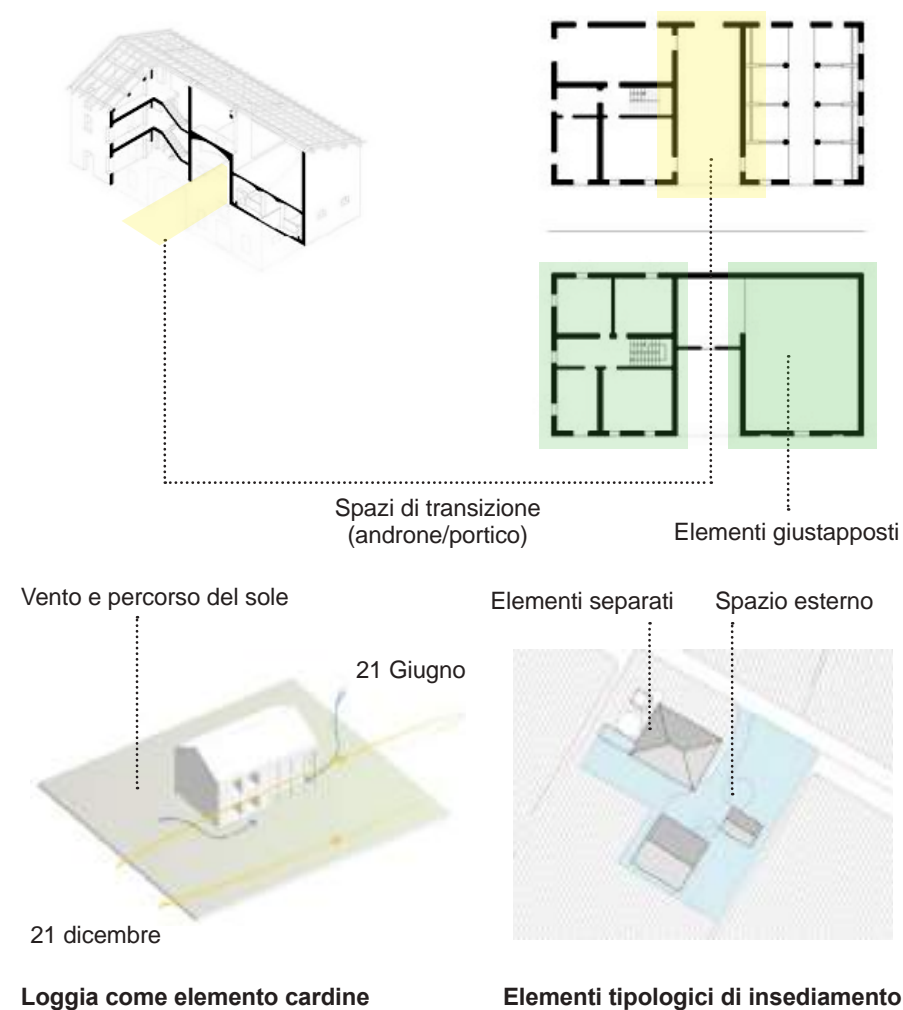 Spazi di transizione
(androne/portico)
Elementi giustapposti
Vento e percorso del sole
Elementi separati
Spazio esterno
21 Giugno
21 dicembre
Loggia come elemento cardine
Elementi tipologici di insediamento